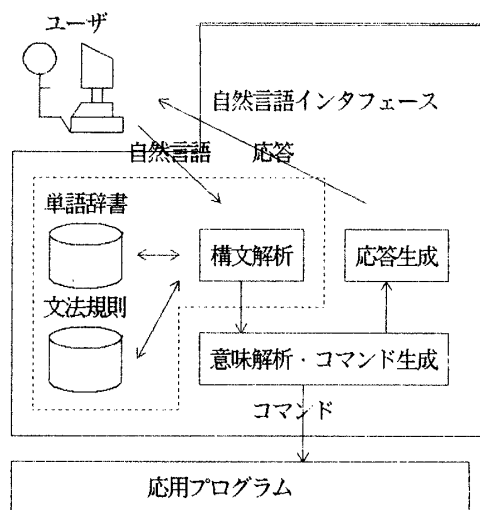 ユーザ
自然言語インタフェース
自然言語 応答
単語辞書
構文解析
応答生成
文法規則
意味解析・コマンド生成
コマンド
応用プログラム